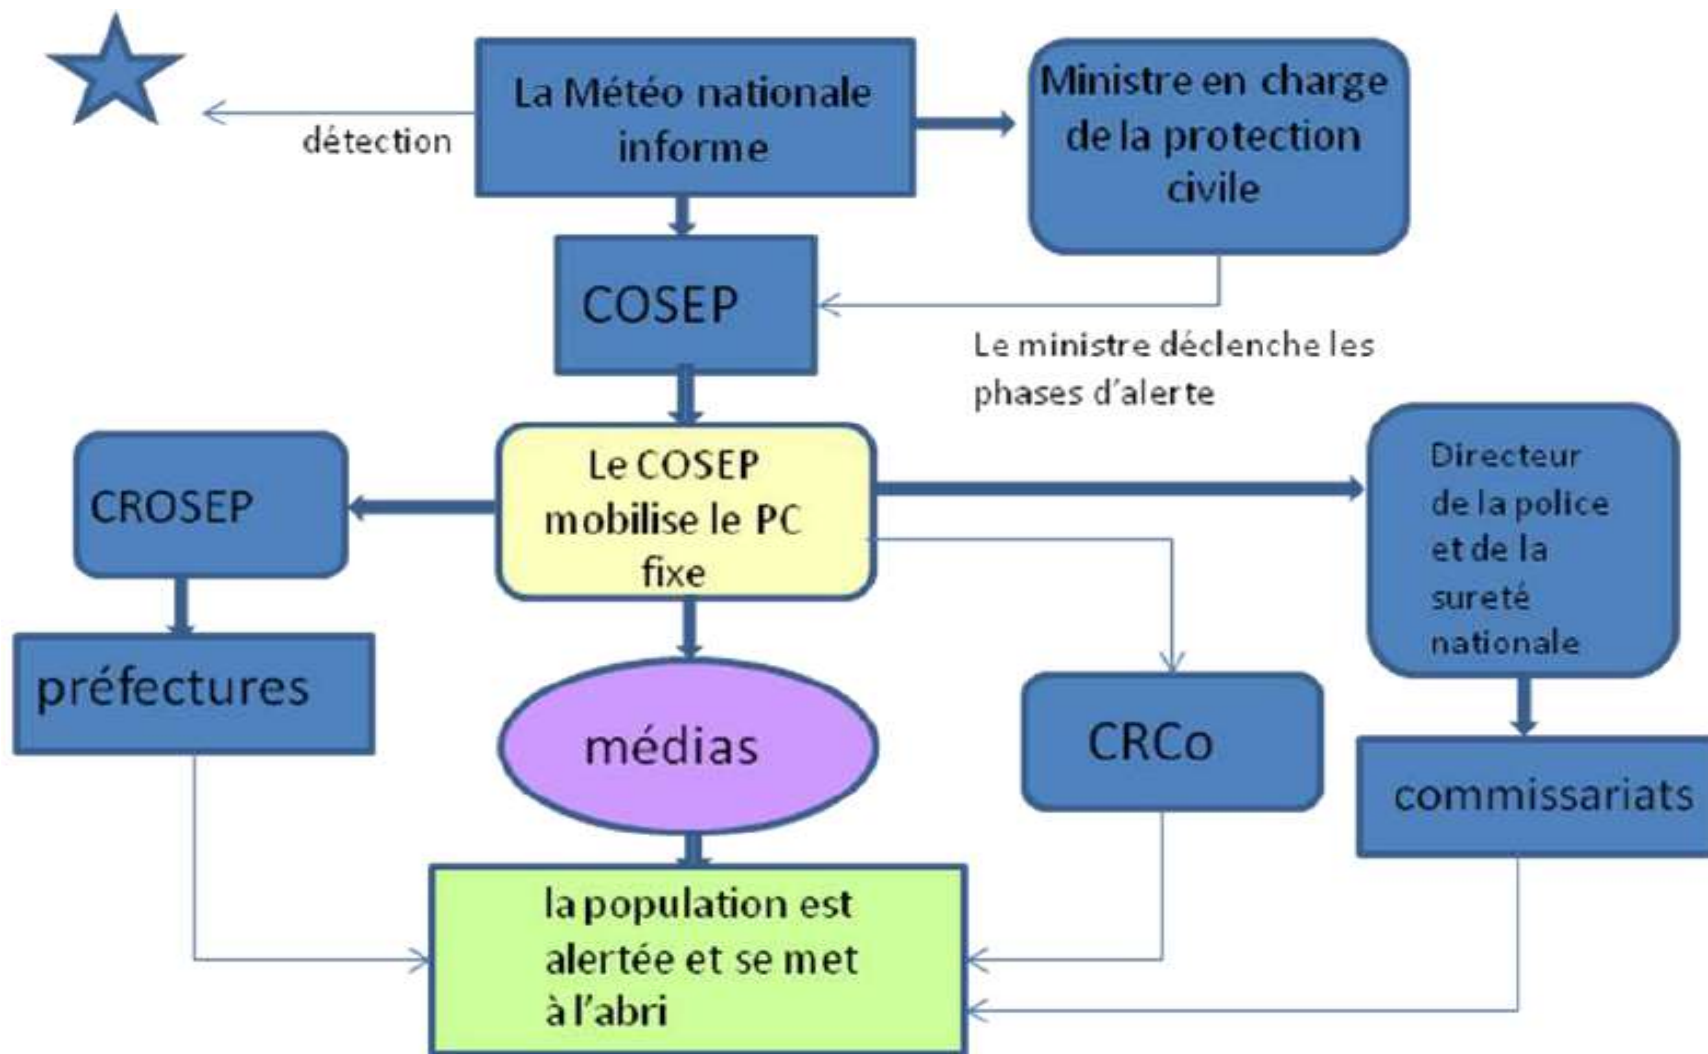 La Météo nationale
informe
Ministre en charge
de la protection
civile
détection
COSEP
Le ministre déclenche les
phases d'alerte
CROSEP
Le COSEP
mobilise le PC
fixe
Directeur
de la police
et de la
sureté
nationale
préfectures
médias
CRCo
commissariats
la population est
alertée et se met
à l'abri